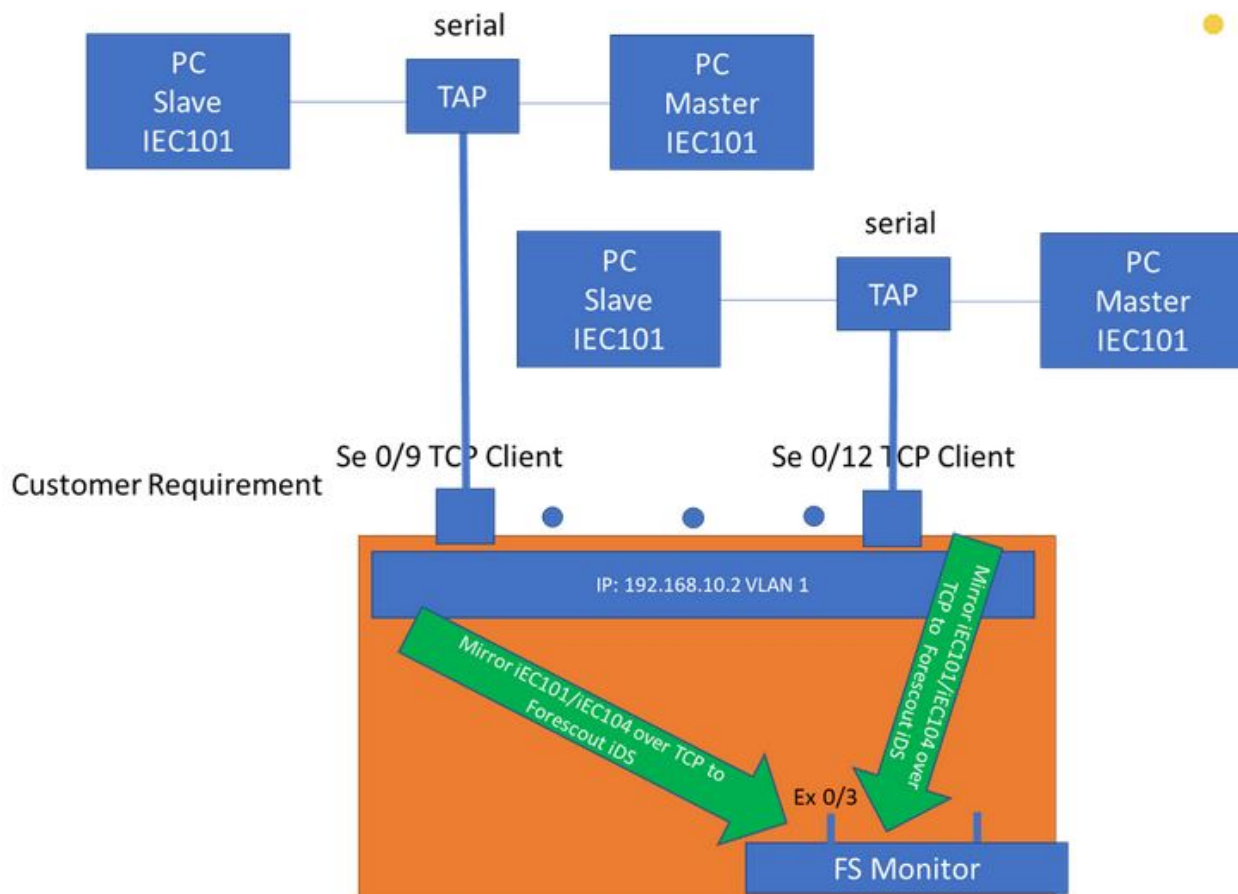 serial
PC
Slave
IEC101
TAP
PC
Master
IEC101
serial
PC
Slave
IEC101
TAP
PC
Master
IEC101
Se 0/9 TCP Client
Se 0/12 TCP Client
Customer Requirement
IP: 192.168.10.2 VLAN 1
Mirror iEC101/iEC104 over TCP to
Forescout iDS
Mirror iEC101/iEC104 over
TCP to Forescout iDS
Ex 0/3
FS Monitor